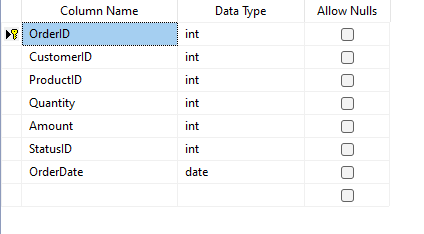 Column Name Data Type Allow Nulls
OrderID int
CustomerID int
ProductID int
Quantity int
Amount int
StatusID int
OrderDate date